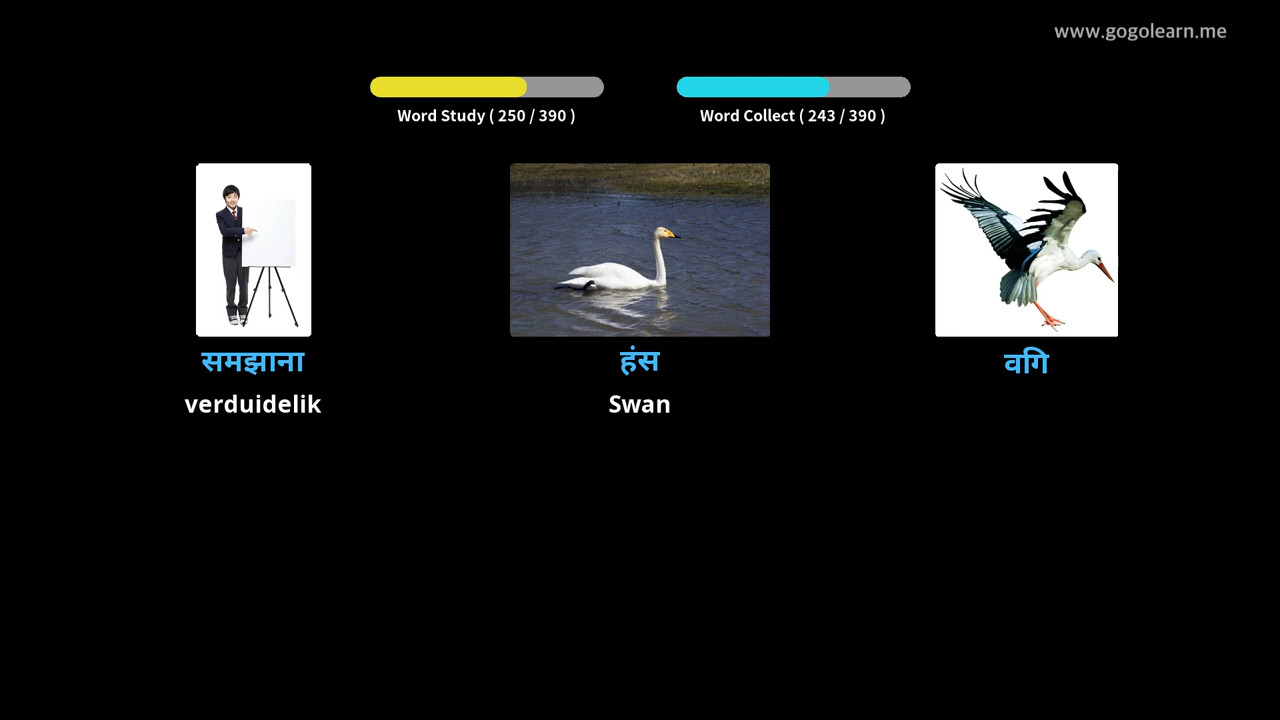 www.gogolearn.me
Word Study ( 250 / 390 )
Word Collect ( 243 / 390 )
समझाना
हंस
वगि
verduidelik
Swan